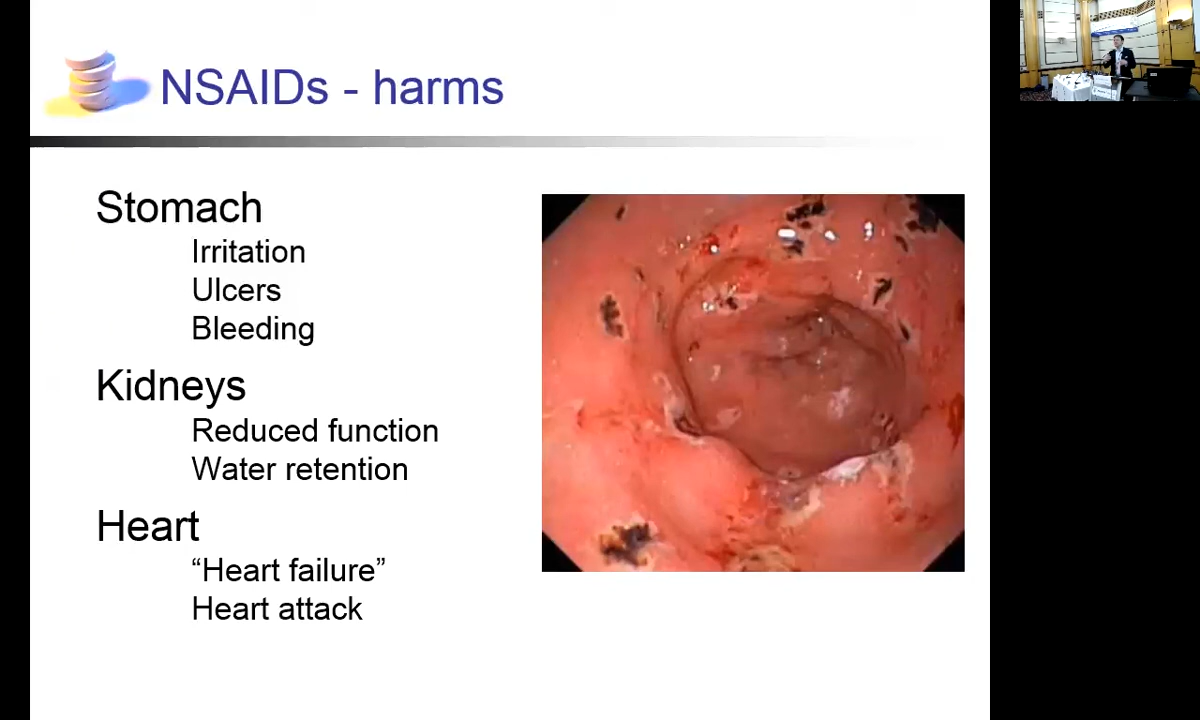 NSAIDs - harms
Stomach
Irritation
Ulcers
Bleeding
Kidneys
Reduced function
Water retention
Heart
“Heart failure”
Heart attack